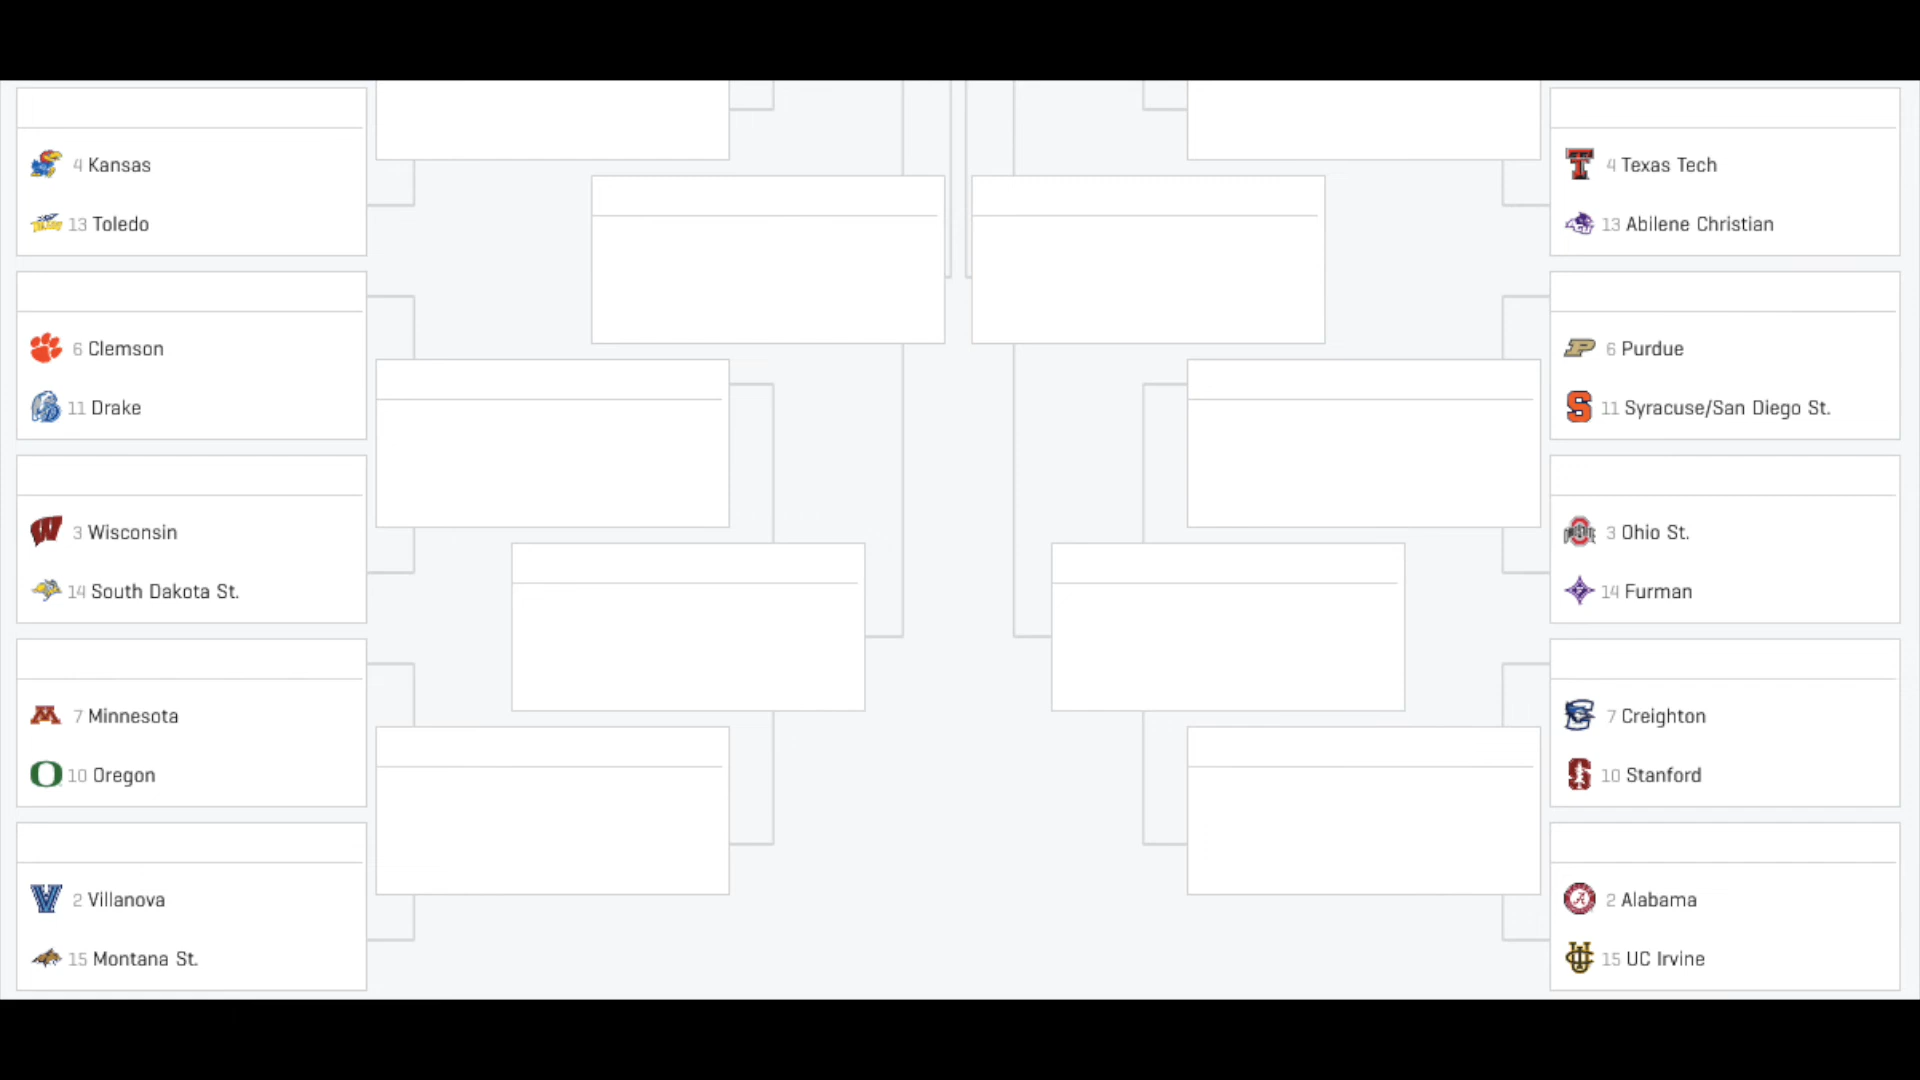 4 Kansas
13 Toledo
6 Clemson
11 Drake
3 Wisconsin
14 South Dakota St.
7 Minnesota
10 Oregon
2 Villanova
15 Montana St.
4 Texas Tech
13 Abilene Christian
6 Purdue
11 Syracuse/San Diego St.
3 Ohio St.
14 Furman
7 Creighton
10 Stanford
2 Alabama
15 UC Irvine